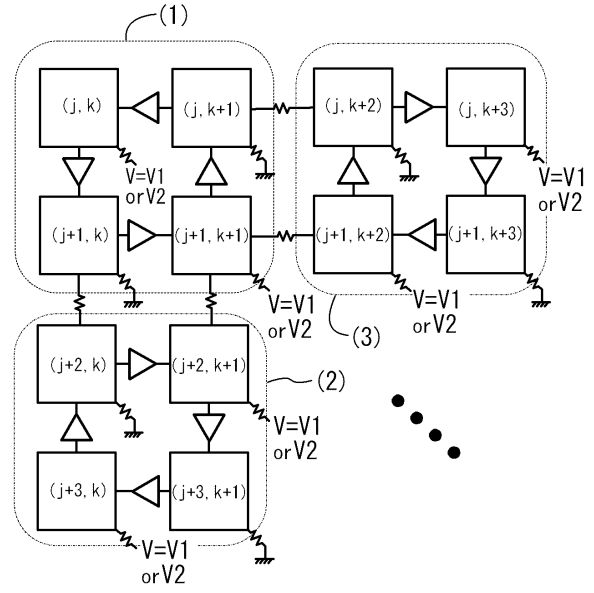 (1)
(j, k)
(j, k+1)
(j, k+2)
(j, k+3)
V=V1
orV2
V=V1
orV2
(j+1, k)
(j+1, k+1)
(j+1, k+2)
(j+1, k+3)
V=V1
orV2
V=V1
orV2
(3)
(j+2, k)
(j+2, k+1)
(2)
V=V1
orV2
(j+3, k)
(j+3, k+1)
V=V1
orV2